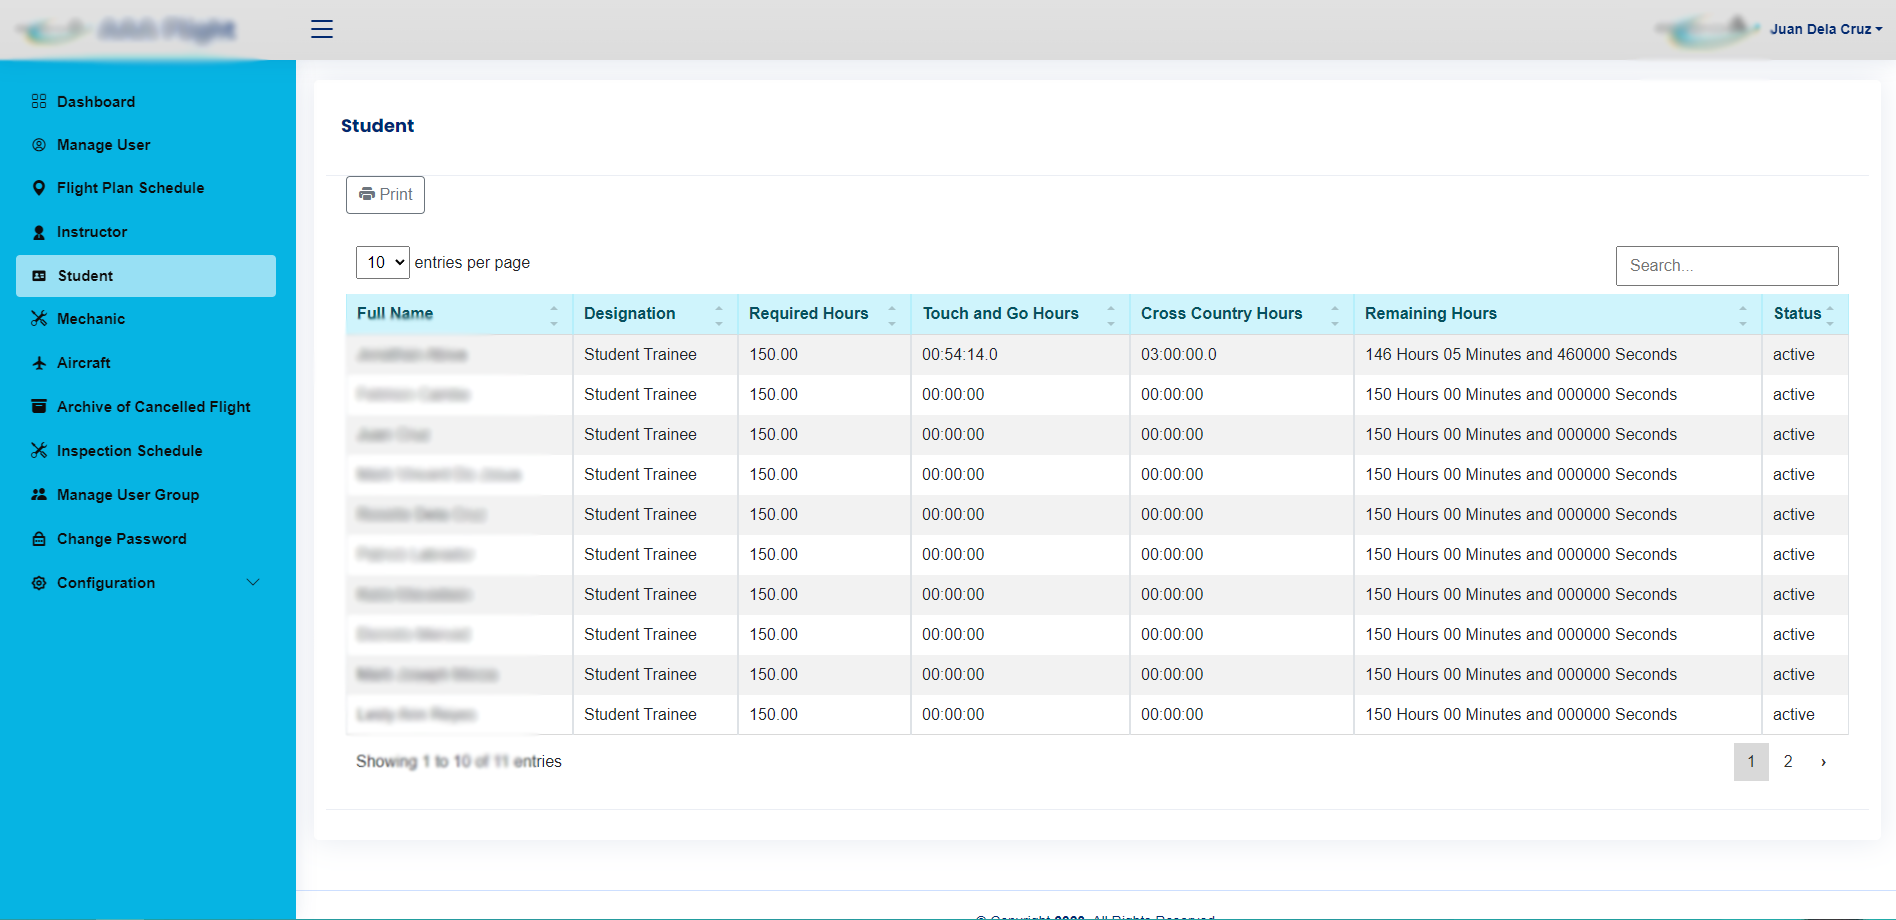 Flight
Juan Dela Cruz
Dashboard
Manage User
Flight Plan Schedule
Instructor
Student
Mechanic
Aircraft
Archive of Cancelled Flight
Inspection Schedule
Manage User Group
Change Password
Configuration
Student
Print
10 entries per page
Search...
Full Name Designation Required Hours Touch and Go Hours Cross Country Hours Remaining Hours Status
Student Trainee 150.00 00:54:14.0 03:00:00.0 146 Hours 05 Minutes and 460000 Seconds active
Student Trainee 150.00 00:00:00 00:00:00 150 Hours 00 Minutes and 000000 Seconds active
Student Trainee 150.00 00:00:00 00:00:00 150 Hours 00 Minutes and 000000 Seconds active
Student Trainee 150.00 00:00:00 00:00:00 150 Hours 00 Minutes and 000000 Seconds active
Student Trainee 150.00 00:00:00 00:00:00 150 Hours 00 Minutes and 000000 Seconds active
Student Trainee 150.00 00:00:00 00:00:00 150 Hours 00 Minutes and 000000 Seconds active
Student Trainee 150.00 00:00:00 00:00:00 150 Hours 00 Minutes and 000000 Seconds active
Student Trainee 150.00 00:00:00 00:00:00 150 Hours 00 Minutes and 000000 Seconds active
Student Trainee 150.00 00:00:00 00:00:00 150 Hours 00 Minutes and 000000 Seconds active
Student Trainee 150.00 00:00:00 00:00:00 150 Hours 00 Minutes and 000000 Seconds active
Showing 1 to 10 of 11 entries
1 2 ›
© Copyright All Rights Reserved